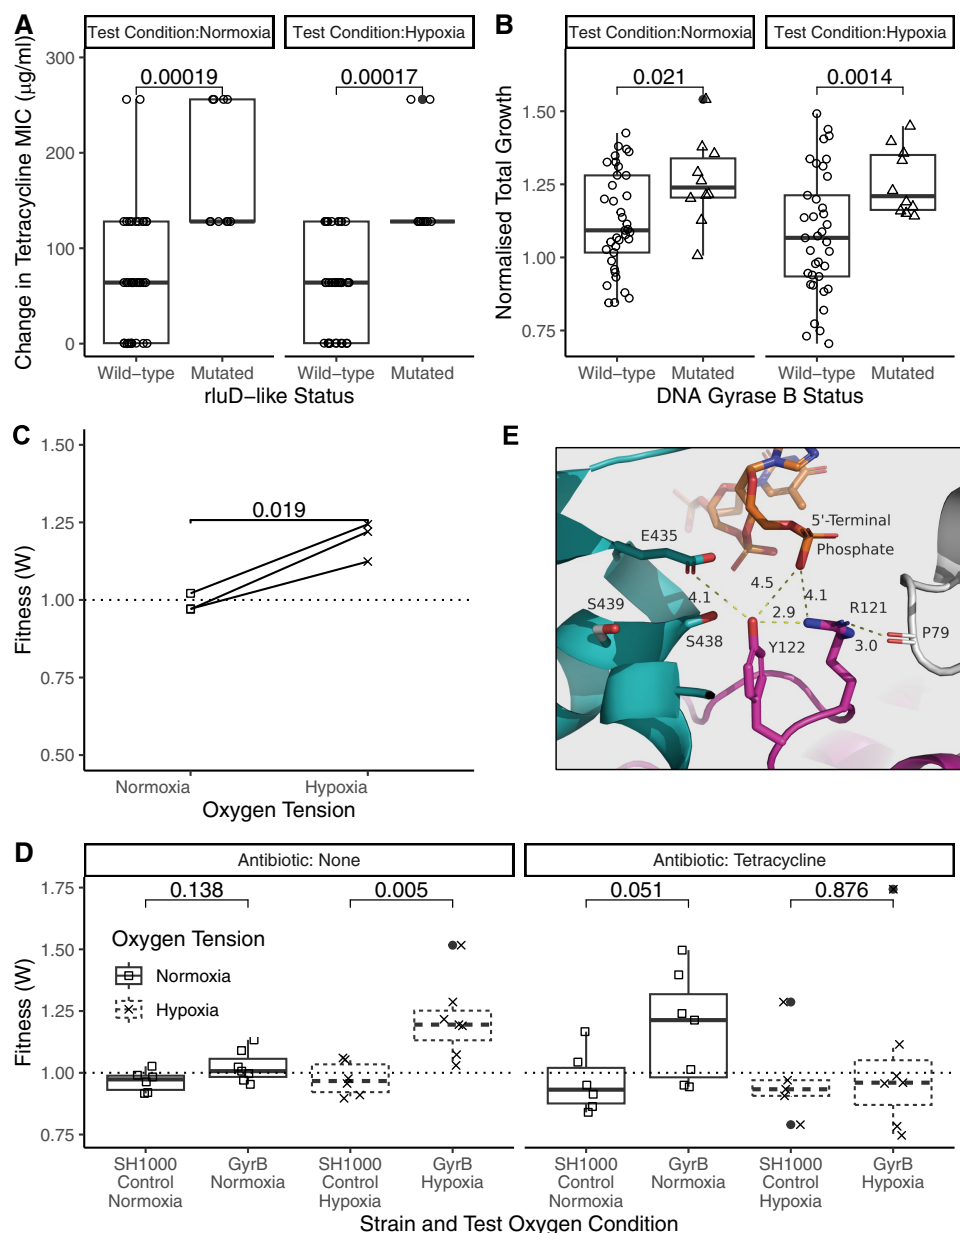 A
Test Condition:Normoxia
Test Condition:Hypoxia
Change in Tetracycline MIC (µg/ml)
300
200
100
0
0.00019
0.00017
Wild−type
Mutated
Wild−type
Mutated
rluD−like Status
B
Test Condition:Normoxia
Test Condition:Hypoxia
Normalised Total Growth
1.50
1.25
1.00
0.75
0.021
0.0014
Wild−type
Mutated
Wild−type
Mutated
DNA Gyrase B Status
C
Fitness (W)
1.50
1.25
1.00
0.75
0.50
0.019
Normoxia
Hypoxia
Oxygen Tension
E
5'-Terminal
Phosphate
E435
4.5
4.1
4.1
S439
S438
2.9
R121
Y122
3.0
P79
D
Antibiotic: None
Antibiotic: Tetracycline
Fitness (W)
1.75
1.50
1.25
1.00
0.75
0.138
0.005
0.051
0.876
Oxygen Tension
Normoxia
Hypoxia
SH1000
Control
Normoxia
GyrB
Normoxia
SH1000
Control
Hypoxia
GyrB
Hypoxia
SH1000
Control
Normoxia
GyrB
Normoxia
SH1000
Control
Hypoxia
GyrB
Hypoxia
Strain and Test Oxygen Condition